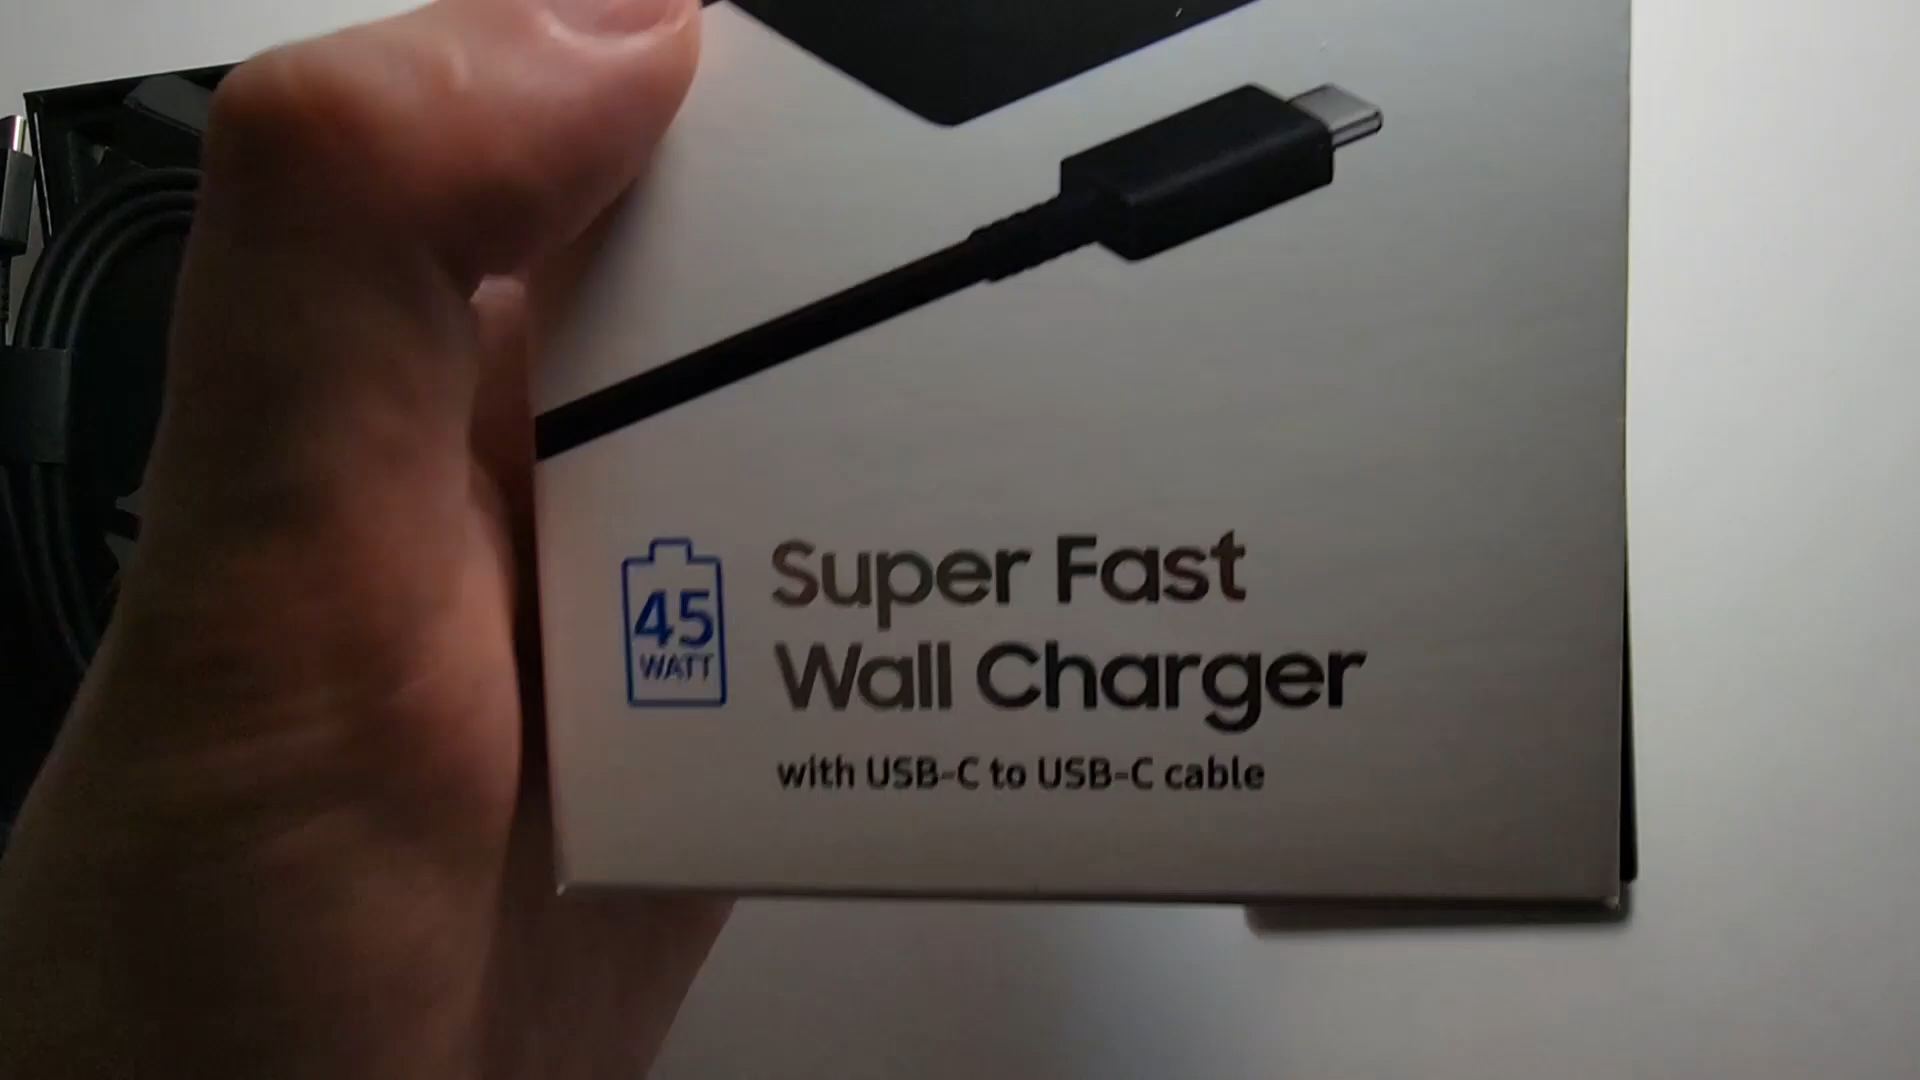 45
WATT
Super Fast
Wall Charger
with USB-C to USB-C cable